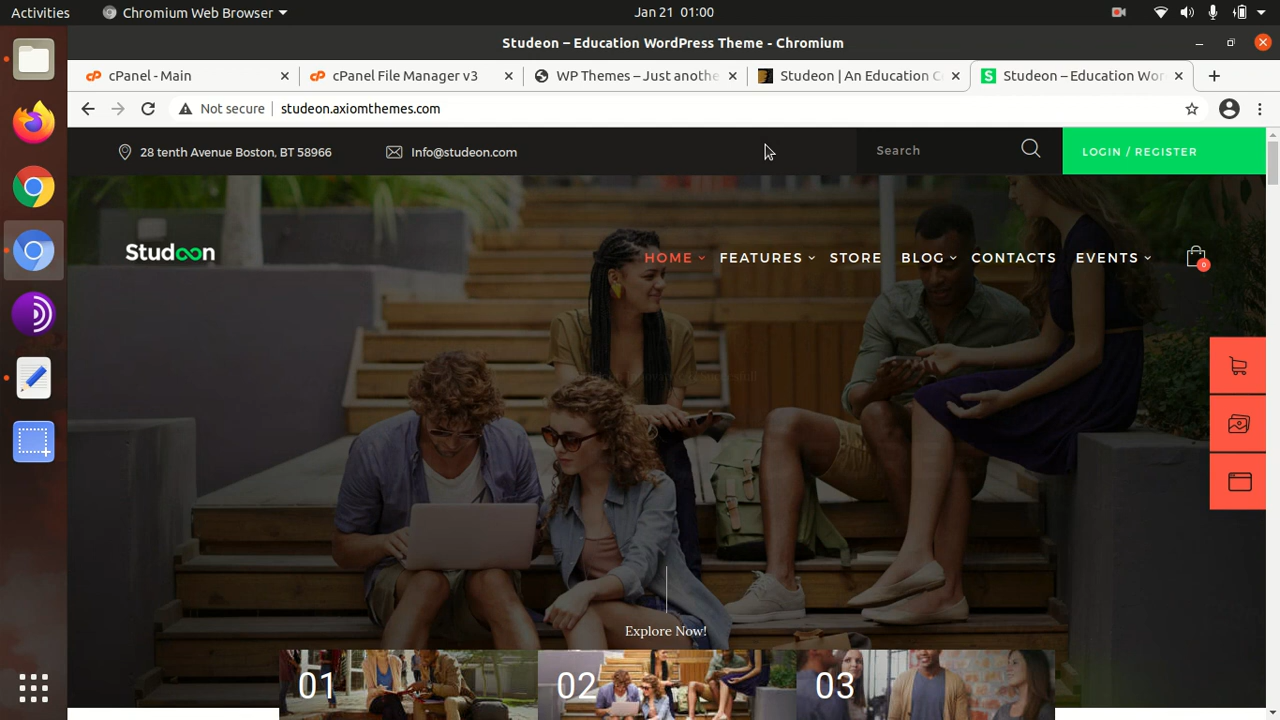 Activities Chromium Web Browser Jan 21 01:00
Studeon – Education WordPress Theme - Chromium
cPanel - Main cPanel File Manager v3 WP Themes – Just anothe Studeon | An Education C Studeon – Education Wor
Not secure studeon.axiomthemes.com
28 tenth Avenue Boston, BT 58966 Info@studeon.com Search LOGIN / REGISTER
Studeon HOME FEATURES STORE BLOG CONTACTS EVENTS 0
Explore Now!
01 02 03